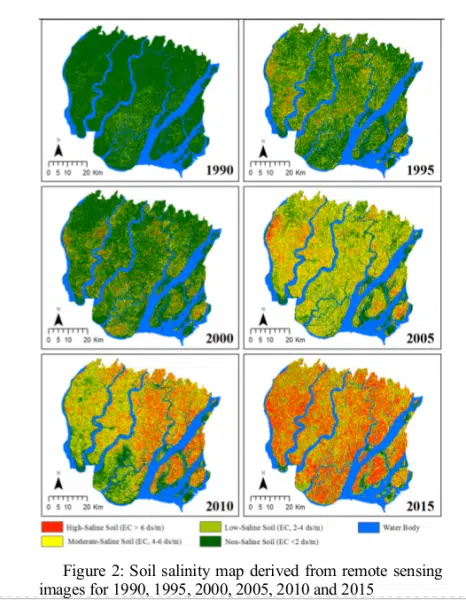 N
0 5 10 20 Km
1990
N
0 5 10 20 Km
1995
N
0 5 10 20 Km
2000
N
0 5 10 20 Km
2005
N
0 5 10 20 Km
2010
N
0 5 10 20 Km
2015
High-Saline Soil (EC > 6 ds/m) Low-Saline Soil (EC, 2-4 ds/m) Water Body
Moderate-Saline Soil (EC, 4-6 ds/m) Non-Saline Soil (EC <2 ds/m)
Figure 2: Soil salinity map derived from remote sensing
images for 1990, 1995, 2000, 2005, 2010 and 2015